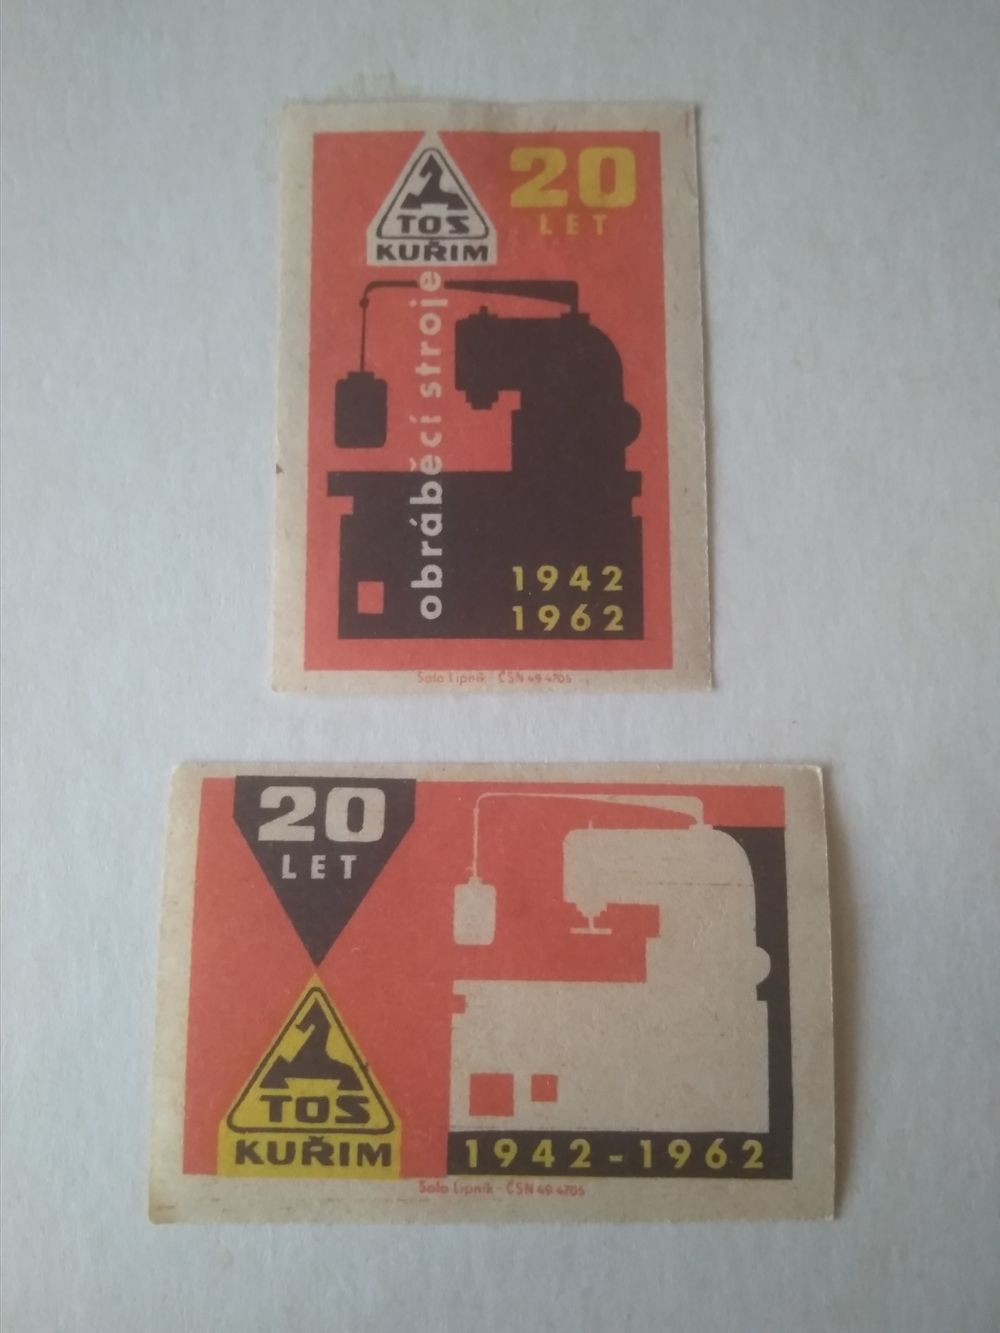 20
LET
TOS
KUŘIM
obráběcí stroje
1942
1962
Solo Lipník - ČSN 49 4705
20
LET
TOS
KUŘIM
1942-1962
Solo Lipník - ČSN 49 4705